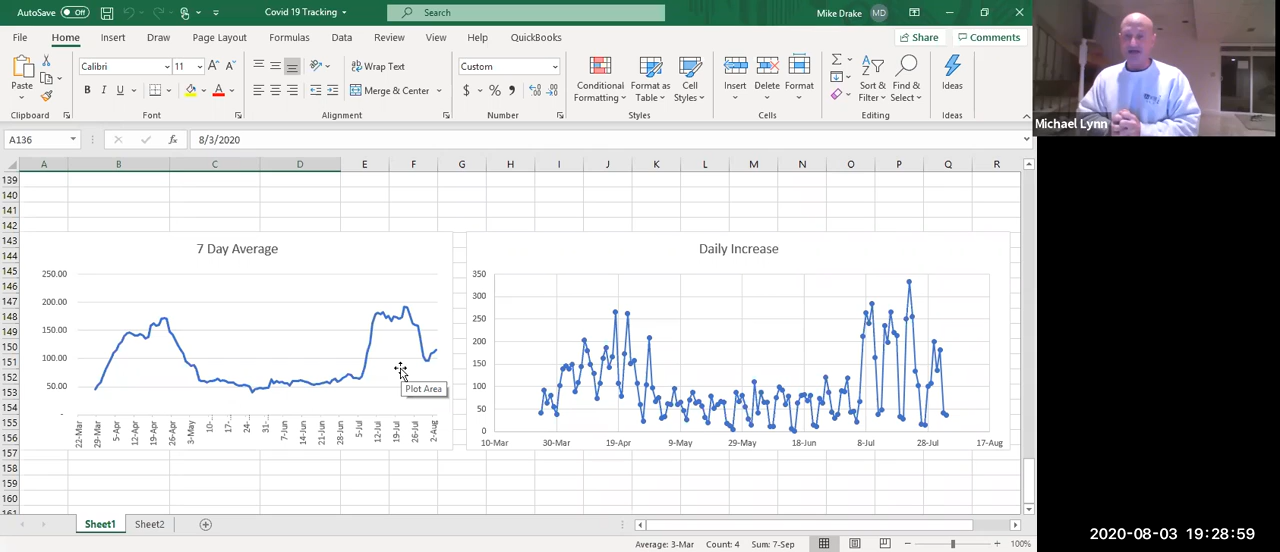 AutoSave Off Covid 19 Tracking Search Mike Drake MD
File Home Insert Draw Page Layout Formulas Data Review View Help QuickBooks Share Comments
Paste Calibri 11 Wrap Text Custom Conditional Formatting Format as Table Cell Styles Insert Delete Format Sort & Filter Find & Select Ideas
B I U A Merge & Center $ % ,
Clipboard Font Alignment Number Styles Cells Editing Ideas
Michael Lynn
A136 fx 8/3/2020
A B C D E F G H I J K L M N O P Q R
139
140
141
142
143
144
145
146
147
148
149
150
151
152
153
154
155
156
157
158
159
160
161
7 Day Average
250.00
200.00
150.00
100.00
50.00
-
22-Mar 29-Mar 5-Apr 12-Apr 19-Apr 26-Apr 3-May 10-.. 17-.. 24-.. 31-.. 7-Jun 14-Jun 21-Jun 28-Jun 5-Jul 12-Jul 19-Jul 26-Jul 2-Aug
Plot Area
Daily Increase
350
300
250
200
150
100
50
0
10-Mar 30-Mar 19-Apr 9-May 29-May 18-Jun 8-Jul 28-Jul 17-Aug
Sheet1 Sheet2
Average: 3-Mar Count: 4 Sum: 7-Sep 100%
2020-08-03 19:28:59